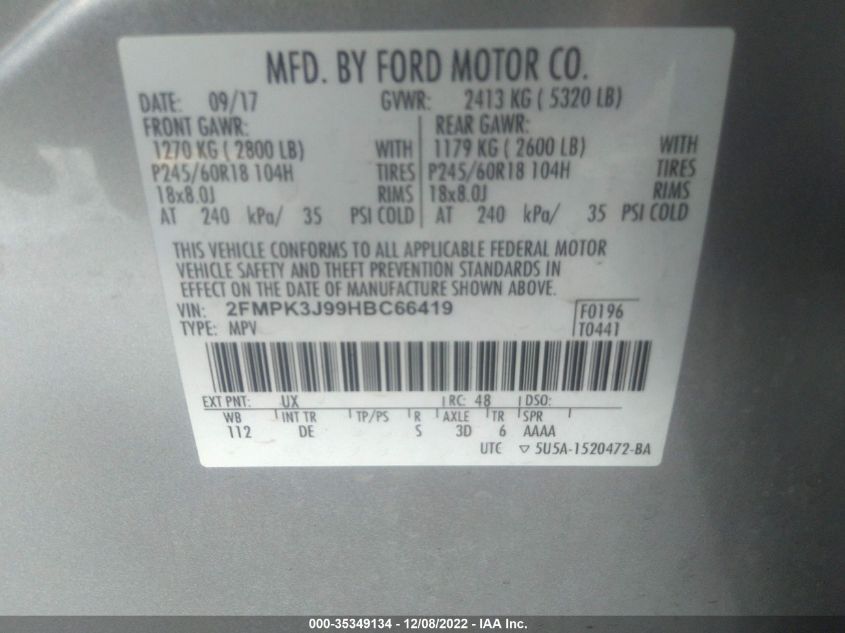 MFD. BY FORD MOTOR CO.
DATE: 09/17 GVWR: 2413 KG ( 5320 LB)
FRONT GAWR: REAR GAWR:
1270 KG ( 2800 LB) WITH 1179 KG ( 2600 LB) WITH
P245/60R18 104H TIRES P245/60R18 104H TIRES
18x8.0J RIMS 18x8.0J RIMS
AT 240 kPa/ 35 PSI COLD AT 240 kPa/ 35 PSI COLD
THIS VEHICLE CONFORMS TO ALL APPLICABLE FEDERAL MOTOR
VEHICLE SAFETY AND THEFT PREVENTION STANDARDS IN
EFFECT ON THE DATE OF MANUFACTURE SHOWN ABOVE.
VIN: 2FMPK3J99HBC66419 F0196
TYPE: MPV T0441
EXT PNT: UX RC: 48 DSO:
WB INT TR TP/PS R AXLE TR SPR
112 DE S 3D 6 AAAA
UTC ▽ 5U5A-1520472-BA
000-35349134 - 12/08/2022 - IAA Inc.